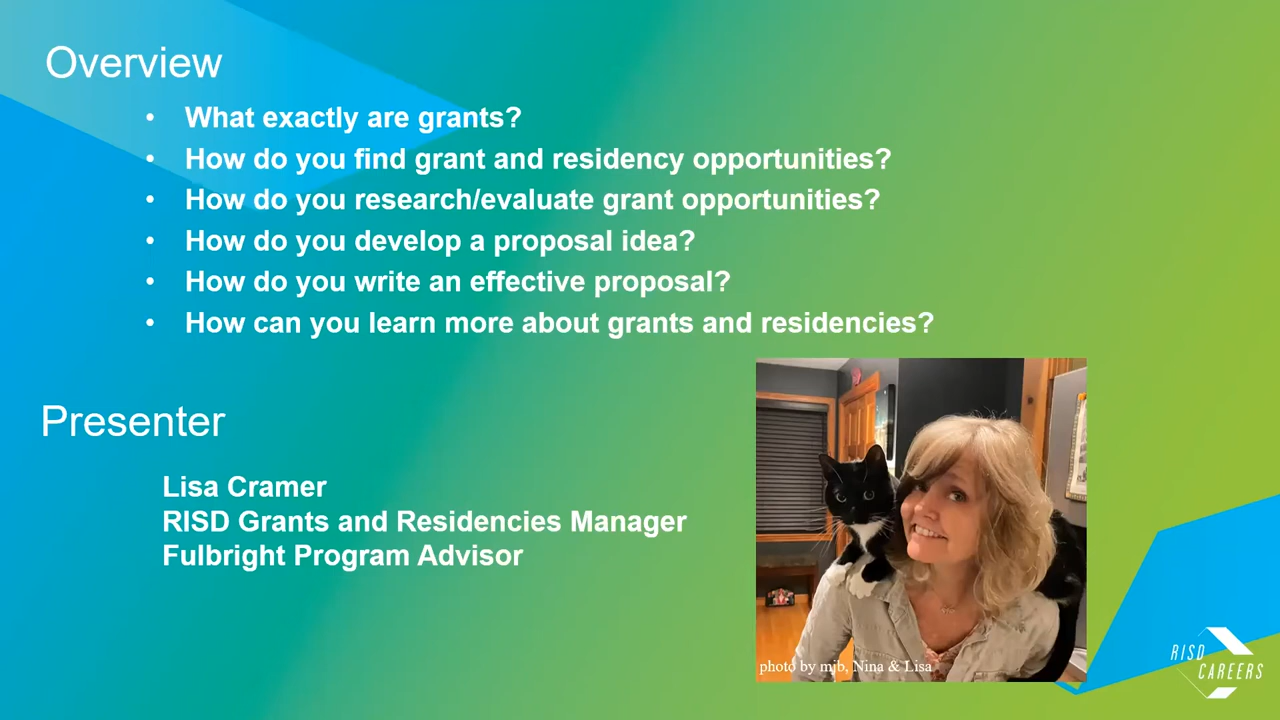 Overview
• What exactly are grants?
• How do you find grant and residency opportunities?
• How do you research/evaluate grant opportunities?
• How do you develop a proposal idea?
• How do you write an effective proposal?
• How can you learn more about grants and residencies?
Presenter
Lisa Cramer
RISD Grants and Residencies Manager
Fulbright Program Advisor
photo by mjb, Nina & Lisa
RISD
CAREERS